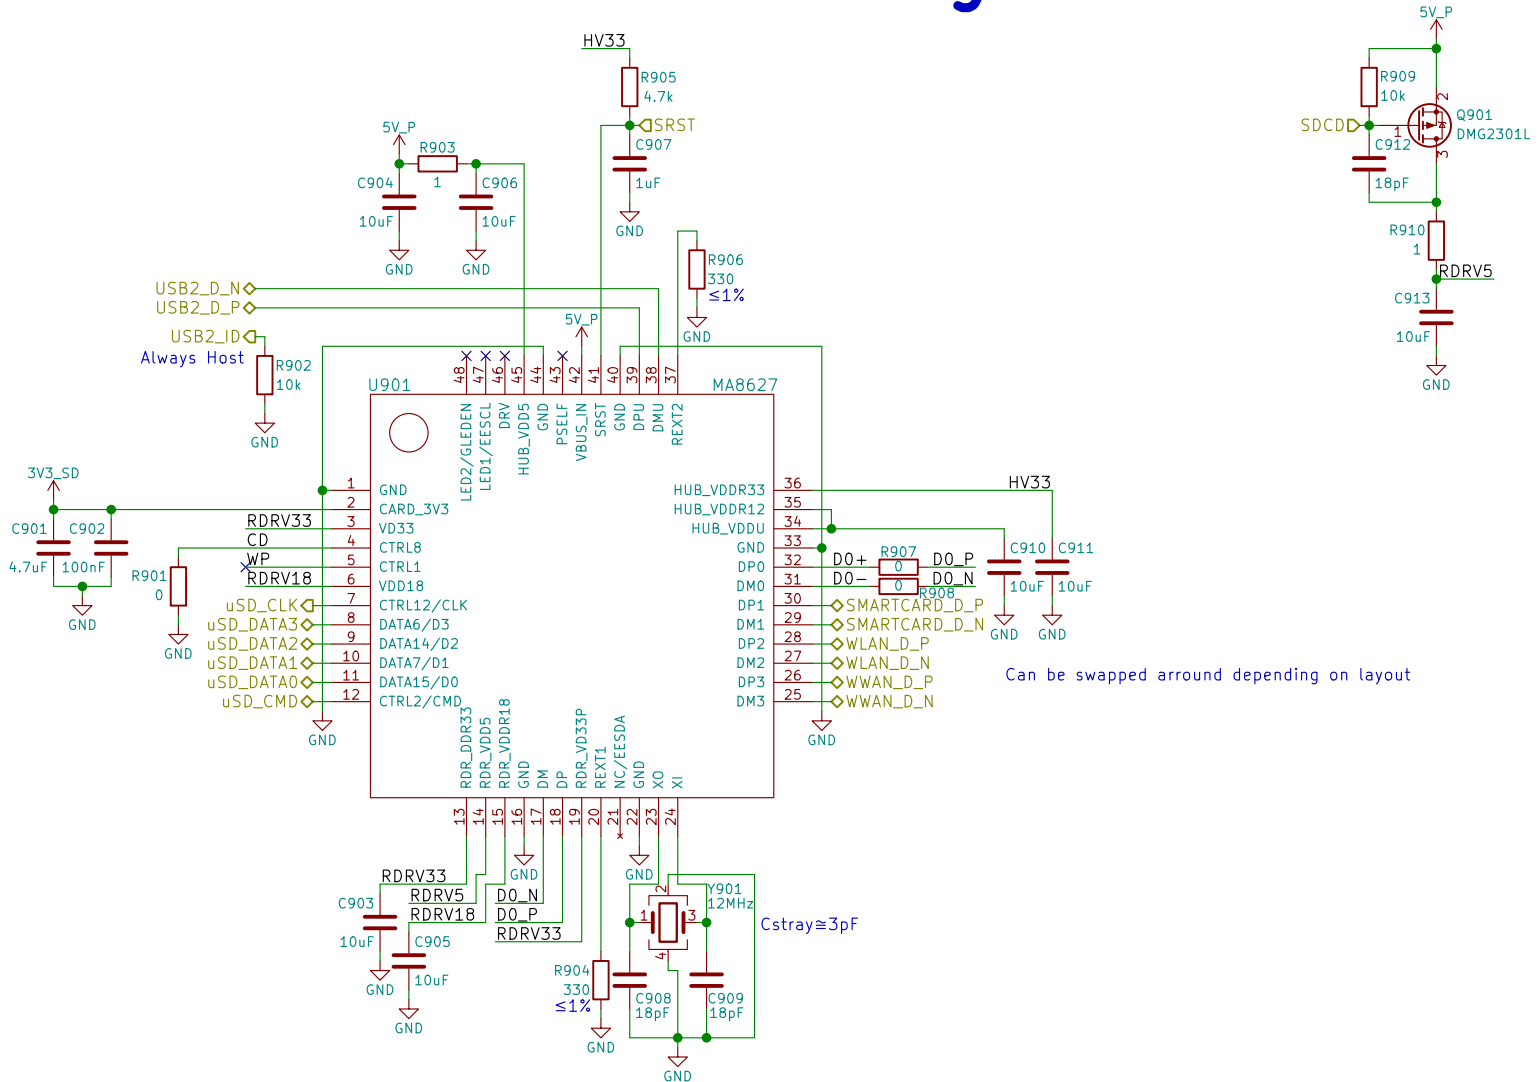 5V_P
R909
10k
SDCD
1
2
3
Q901
DMG2301L
C912
18pF
R910
1
RDRV5
C913
10uF
GND
HV33
R905
4.7k
SRST
C907
1uF
GND
5V_P
R903
1
C904
10uF
GND
C906
10uF
GND
R906
330
≤1%
GND
USB2_D_N
USB2_D_P
USB2_ID
Always Host
R902
10k
GND
5V_P
U901
MA8627
48
47
46
45
44
43
42
41
40
39
38
37
LED2/GLEDEN
LED1/EESCL
DRV
HUB_VDD5
GND
PSELF
VBUS_IN
SRST
GND
DPU
DMU
REXT2
3V3_SD
C901
4.7uF
C902
100nF
GND
RDRV33
CD
WP
RDRV18
R901
0
GND
uSD_CLK
uSD_DATA3
uSD_DATA2
uSD_DATA1
uSD_DATA0
uSD_CMD
GND
1 GND
2 CARD_3V3
3 VD33
4 CTRL8
5 CTRL1
6 VDD18
7 CTRL12/CLK
8 DATA6/D3
9 DATA14/D2
10 DATA7/D1
11 DATA15/D0
12 CTRL2/CMD
HUB_VDDR33 36
HUB_VDDR12 35
HUB_VDDU 34
GND 33
DP0 32
DM0 31
DP1 30
DM1 29
DP2 28
DM2 27
DP3 26
DM3 25
HV33
D0+
R907
0
D0_P
D0-
0
R908
D0_N
C910
10uF
GND
C911
10uF
GND
SMARTCARD_D_P
SMARTCARD_D_N
WLAN_D_P
WLAN_D_N
WWAN_D_P
WWAN_D_N
GND
Can be swapped arround depending on layout
RDR_DDR33
RDR_VDD5
RDR_VDDR18
GND
DM
DP
RDR_VD33P
REXT1
NC/EESDA
GND
XO
XI
13
14
15
16
17
18
19
20
21
22
23
24
GND
GND
RDRV33
RDRV5
RDRV18
D0_N
D0_P
RDRV33
C903
10uF
GND
C905
10uF
GND
R904
330
≤1%
GND
Y901
12MHz
1
2
3
4
Cstray≅3pF
C908
18pF
C909
18pF
GND